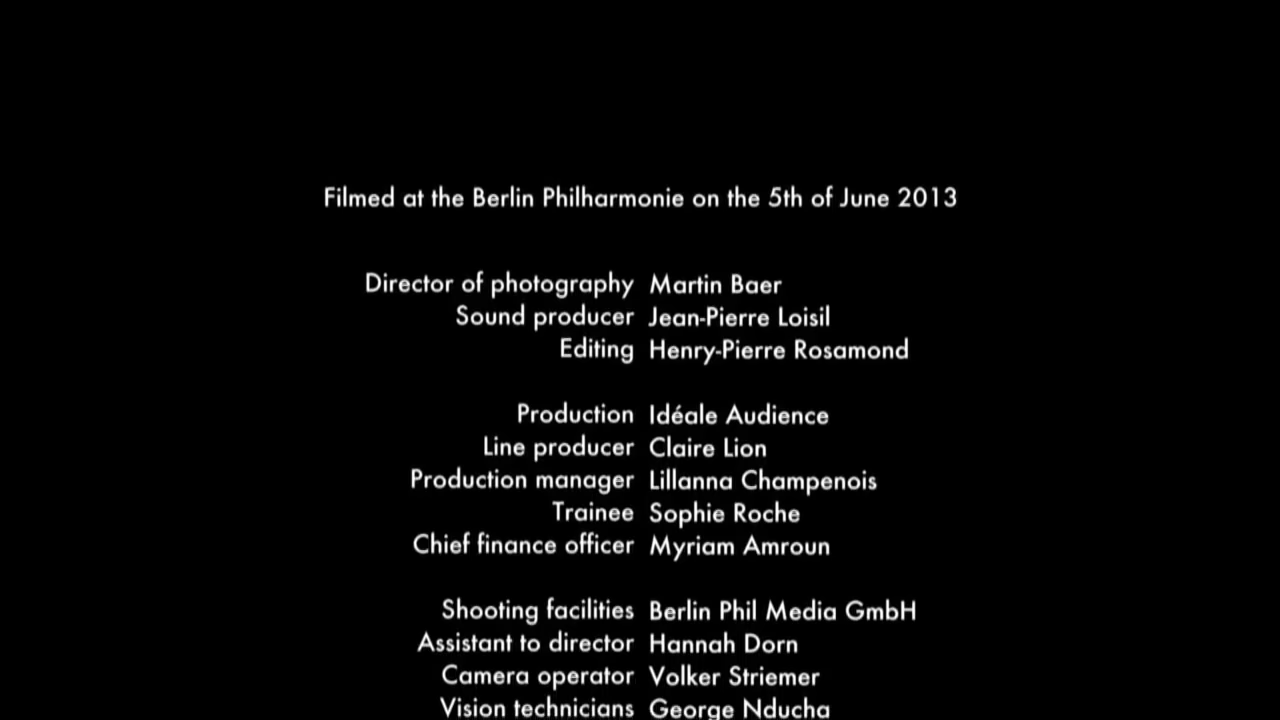 Filmed at the Berlin Philharmonie on the 5th of June 2013
Director of photography Martin Baer
Sound producer Jean-Pierre Loisil
Editing Henry-Pierre Rosamond
Production Idéale Audience
Line producer Claire Lion
Production manager Lillanna Champenois
Trainee Sophie Roche
Chief finance officer Myriam Amroun
Shooting facilities Berlin Phil Media GmbH
Assistant to director Hannah Dorn
Camera operator Volker Striemer
Vision technicians George Nducha